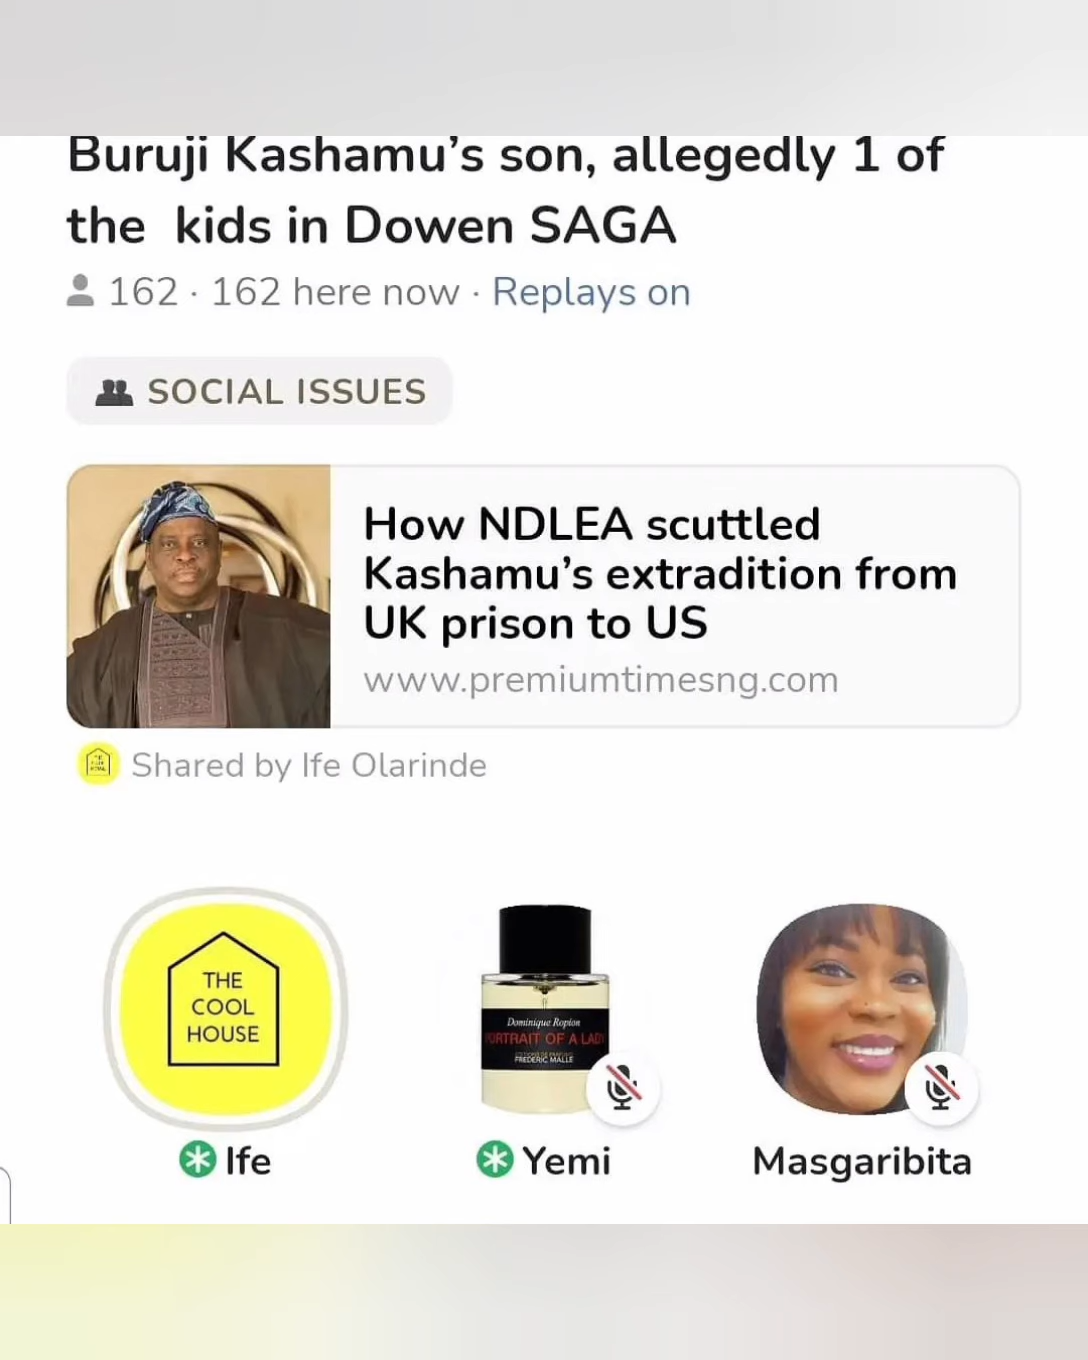 Buruji Kashamu's son, allegedly 1 of
the kids in Dowen SAGA
162 · 162 here now · Replays on
SOCIAL ISSUES
How NDLEA scuttled
Kashamu's extradition from
UK prison to US
www.premiumtimesng.com
Shared by Ife Olarinde
THE
COOL
HOUSE
Dominique Ropion
PORTRAIT OF A LADY
FREDERIC MALLE
Ife
Yemi
Masgaribita